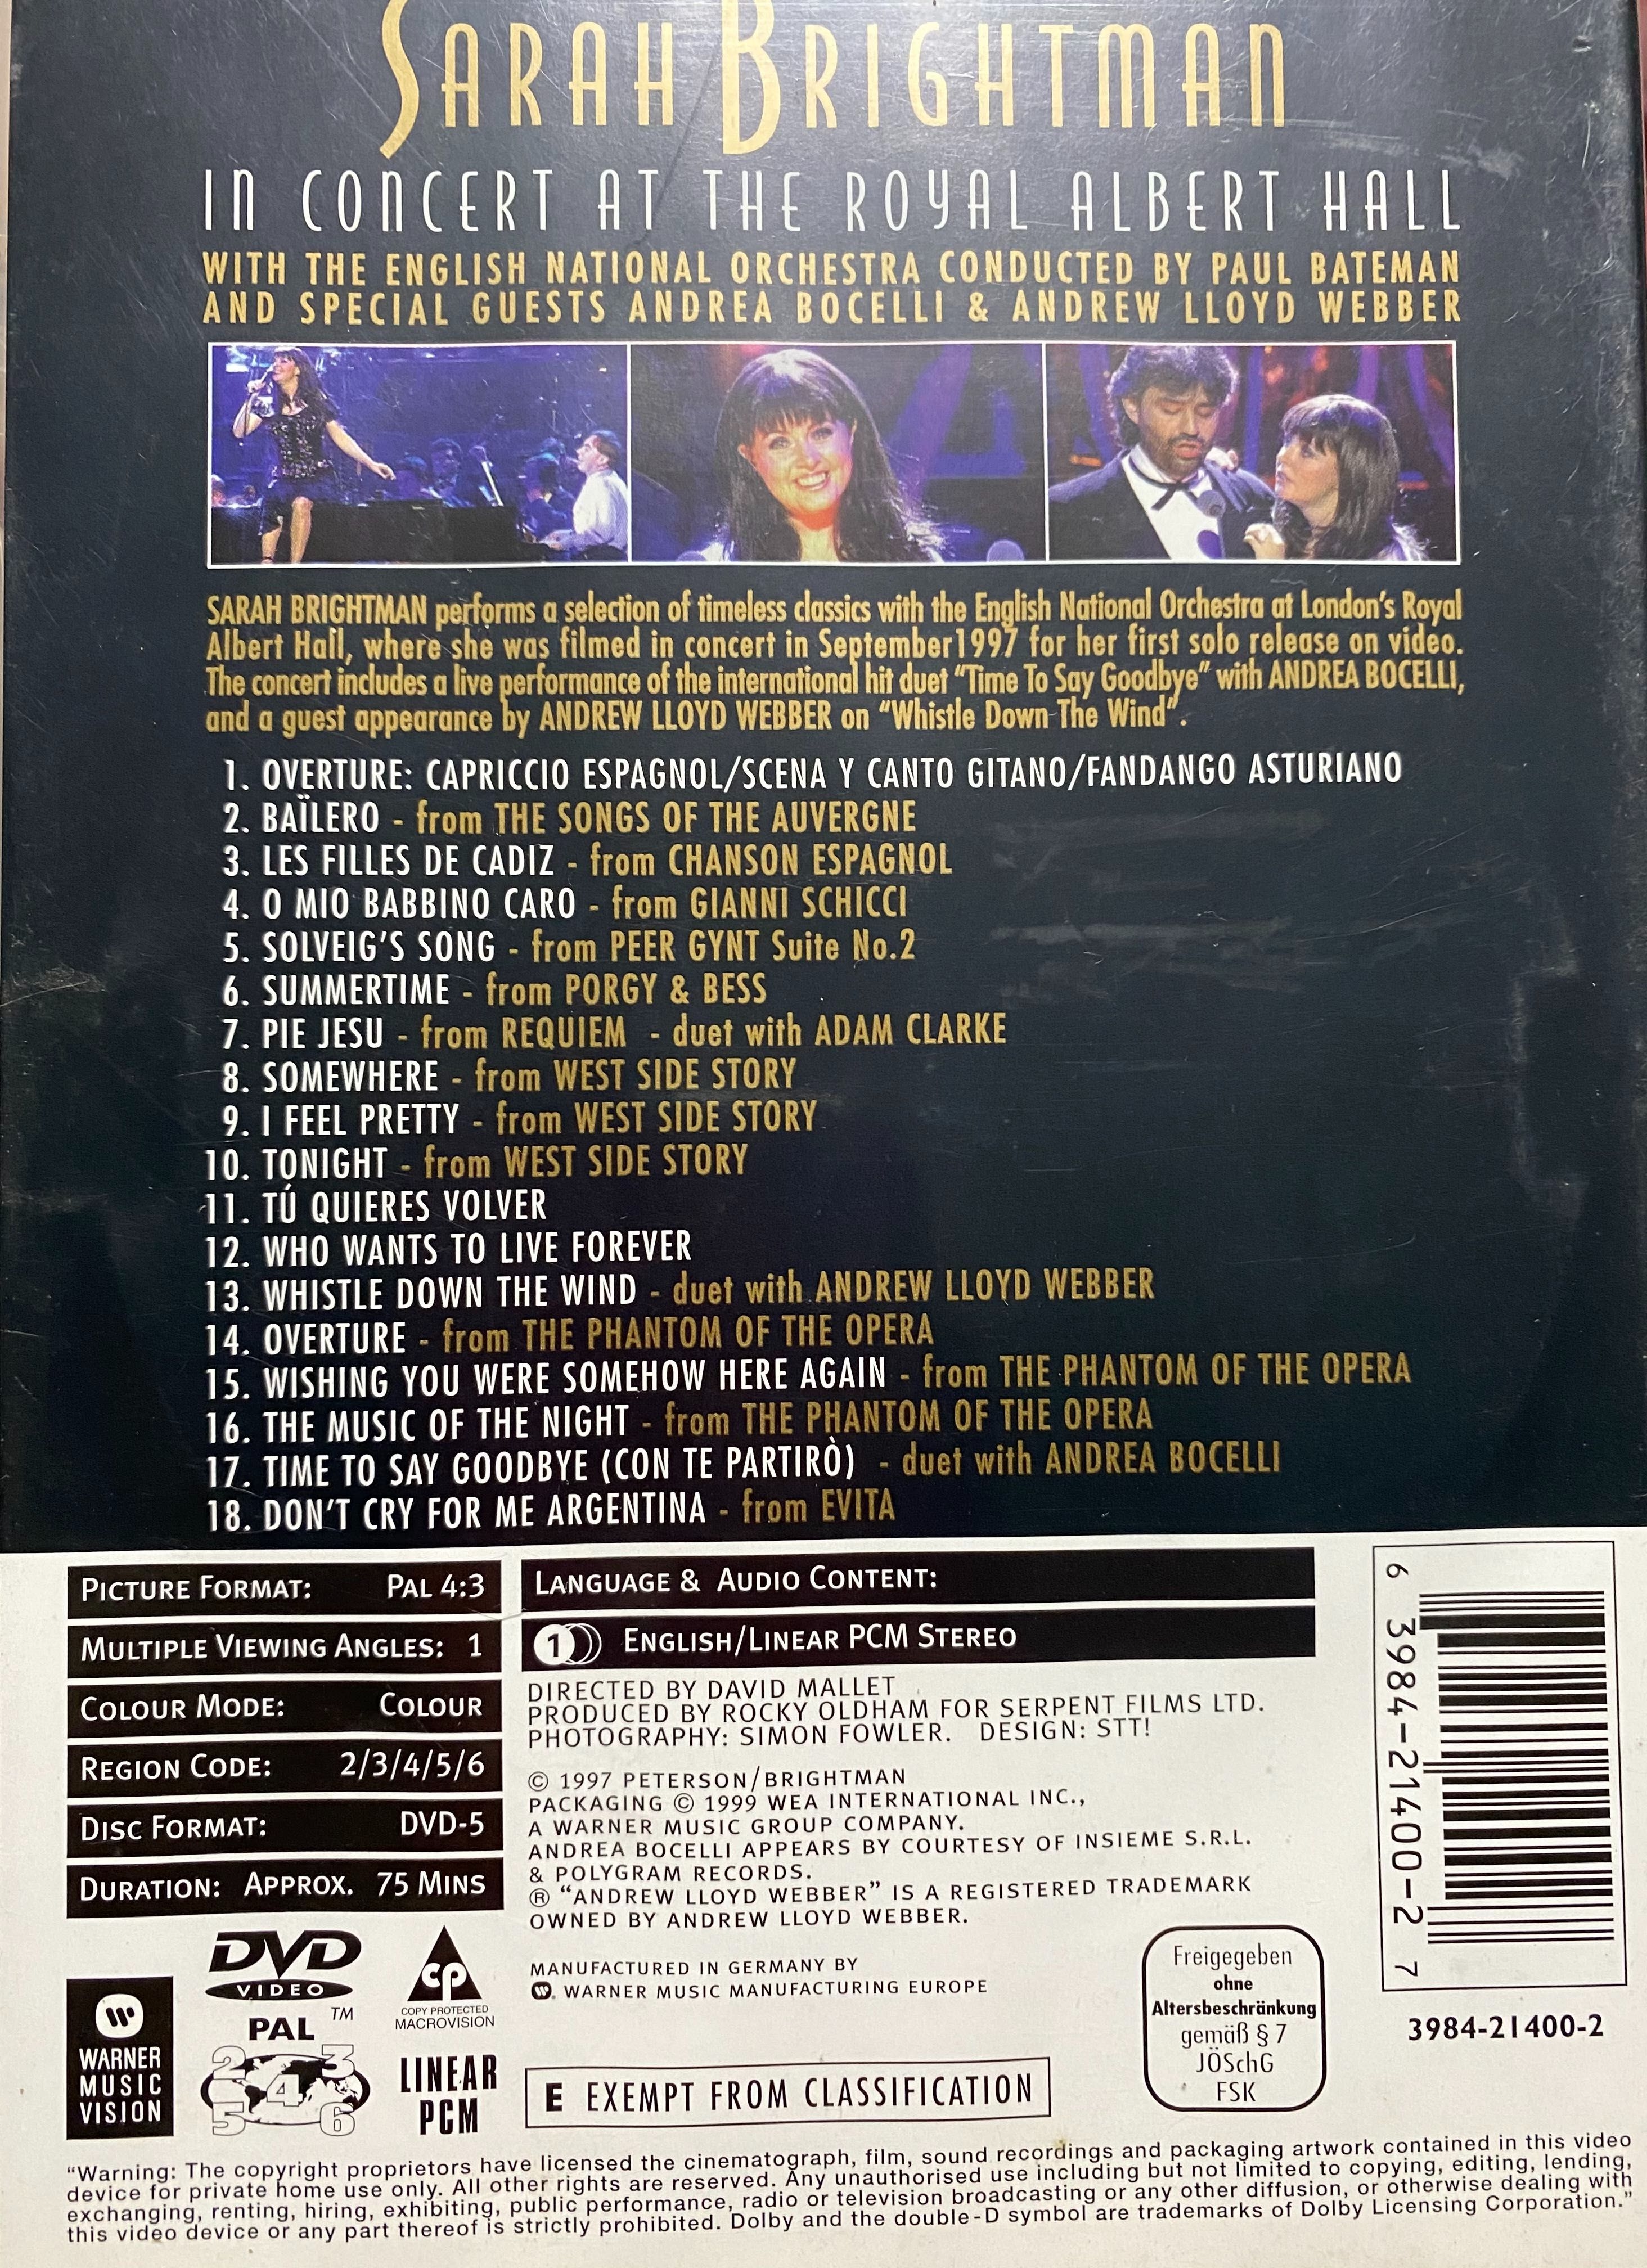 SARAH BRIGHTMAN
IN CONCERT AT THE ROYAL ALBERT HALL
WITH THE ENGLISH NATIONAL ORCHESTRA CONDUCTED BY PAUL BATEMAN
AND SPECIAL GUESTS ANDREA BOCELLI & ANDREW LLOYD WEBBER
SARAH BRIGHTMAN performs a selection of timeless classics with the English National Orchestra at London's Royal
Albert Hall, where she was filmed in concert in September1997 for her first solo release on video.
The concert includes a live performance of the international hit duet "Time To Say Goodbye" with ANDREA BOCELLI,
and a guest appearance by ANDREW LLOYD WEBBER on "Whistle Down The Wind".
1. OVERTURE: CAPRICCIO ESPAGNOL/SCENA Y CANTO GITANO/FANDANGO ASTURIANO
2. BAÏLERO - from THE SONGS OF THE AUVERGNE
3. LES FILLES DE CADIZ - from CHANSON ESPAGNOL
4. O MIO BABBINO CARO - from GIANNI SCHICCI
5. SOLVEIG'S SONG - from PEER GYNT Suite No.2
6. SUMMERTIME - from PORGY & BESS
7. PIE JESU - from REQUIEM - duet with ADAM CLARKE
8. SOMEWHERE - from WEST SIDE STORY
9. I FEEL PRETTY - from WEST SIDE STORY
10. TONIGHT - from WEST SIDE STORY
11. TÚ QUIERES VOLVER
12. WHO WANTS TO LIVE FOREVER
13. WHISTLE DOWN THE WIND - duet with ANDREW LLOYD WEBBER
14. OVERTURE - from THE PHANTOM OF THE OPERA
15. WISHING YOU WERE SOMEHOW HERE AGAIN - from THE PHANTOM OF THE OPERA
16. THE MUSIC OF THE NIGHT - from THE PHANTOM OF THE OPERA
17. TIME TO SAY GOODBYE (CON TE PARTIRÒ) - duet with ANDREA BOCELLI
18. DON'T CRY FOR ME ARGENTINA - from EVITA
PICTURE FORMAT: PAL 4:3
MULTIPLE VIEWING ANGLES: 1
COLOUR MODE: COLOUR
REGION CODE: 2/3/4/5/6
DISC FORMAT: DVD-5
DURATION: APPROX. 75 MINS
LANGUAGE & AUDIO CONTENT:
1 ENGLISH/LINEAR PCM STEREO
DIRECTED BY DAVID MALLET
PRODUCED BY ROCKY OLDHAM FOR SERPENT FILMS LTD.
PHOTOGRAPHY: SIMON FOWLER. DESIGN: STT!
© 1997 PETERSON/BRIGHTMAN
PACKAGING © 1999 WEA INTERNATIONAL INC.,
A WARNER MUSIC GROUP COMPANY.
ANDREA BOCELLI APPEARS BY COURTESY OF INSIEME S.R.L.
& POLYGRAM RECORDS.
® "ANDREW LLOYD WEBBER" IS A REGISTERED TRADEMARK
OWNED BY ANDREW LLOYD WEBBER.
MANUFACTURED IN GERMANY BY
WARNER MUSIC MANUFACTURING EUROPE
6 3984-21400-2 7
3984-21400-2
WARNER
MUSIC
VISION
DVD
VIDEO
TM
PAL
2 3
4
5 6
cp
COPY PROTECTED
MACROVISION
LINEAR
PCM
E EXEMPT FROM CLASSIFICATION
Freigegeben
ohne
Altersbeschränkung
gemäß § 7
JÖSchG
FSK
"Warning: The copyright proprietors have licensed the cinematograph, film, sound recordings and packaging artwork contained in this video
device for private home use only. All other rights are reserved. Any unauthorised use including but not limited to copying, editing, lending,
exchanging, renting, hiring, exhibiting, public performance, radio or television broadcasting or any other diffusion, or otherwise dealing with
this video device or any part thereof is strictly prohibited. Dolby and the double-D symbol are trademarks of Dolby Licensing Corporation."